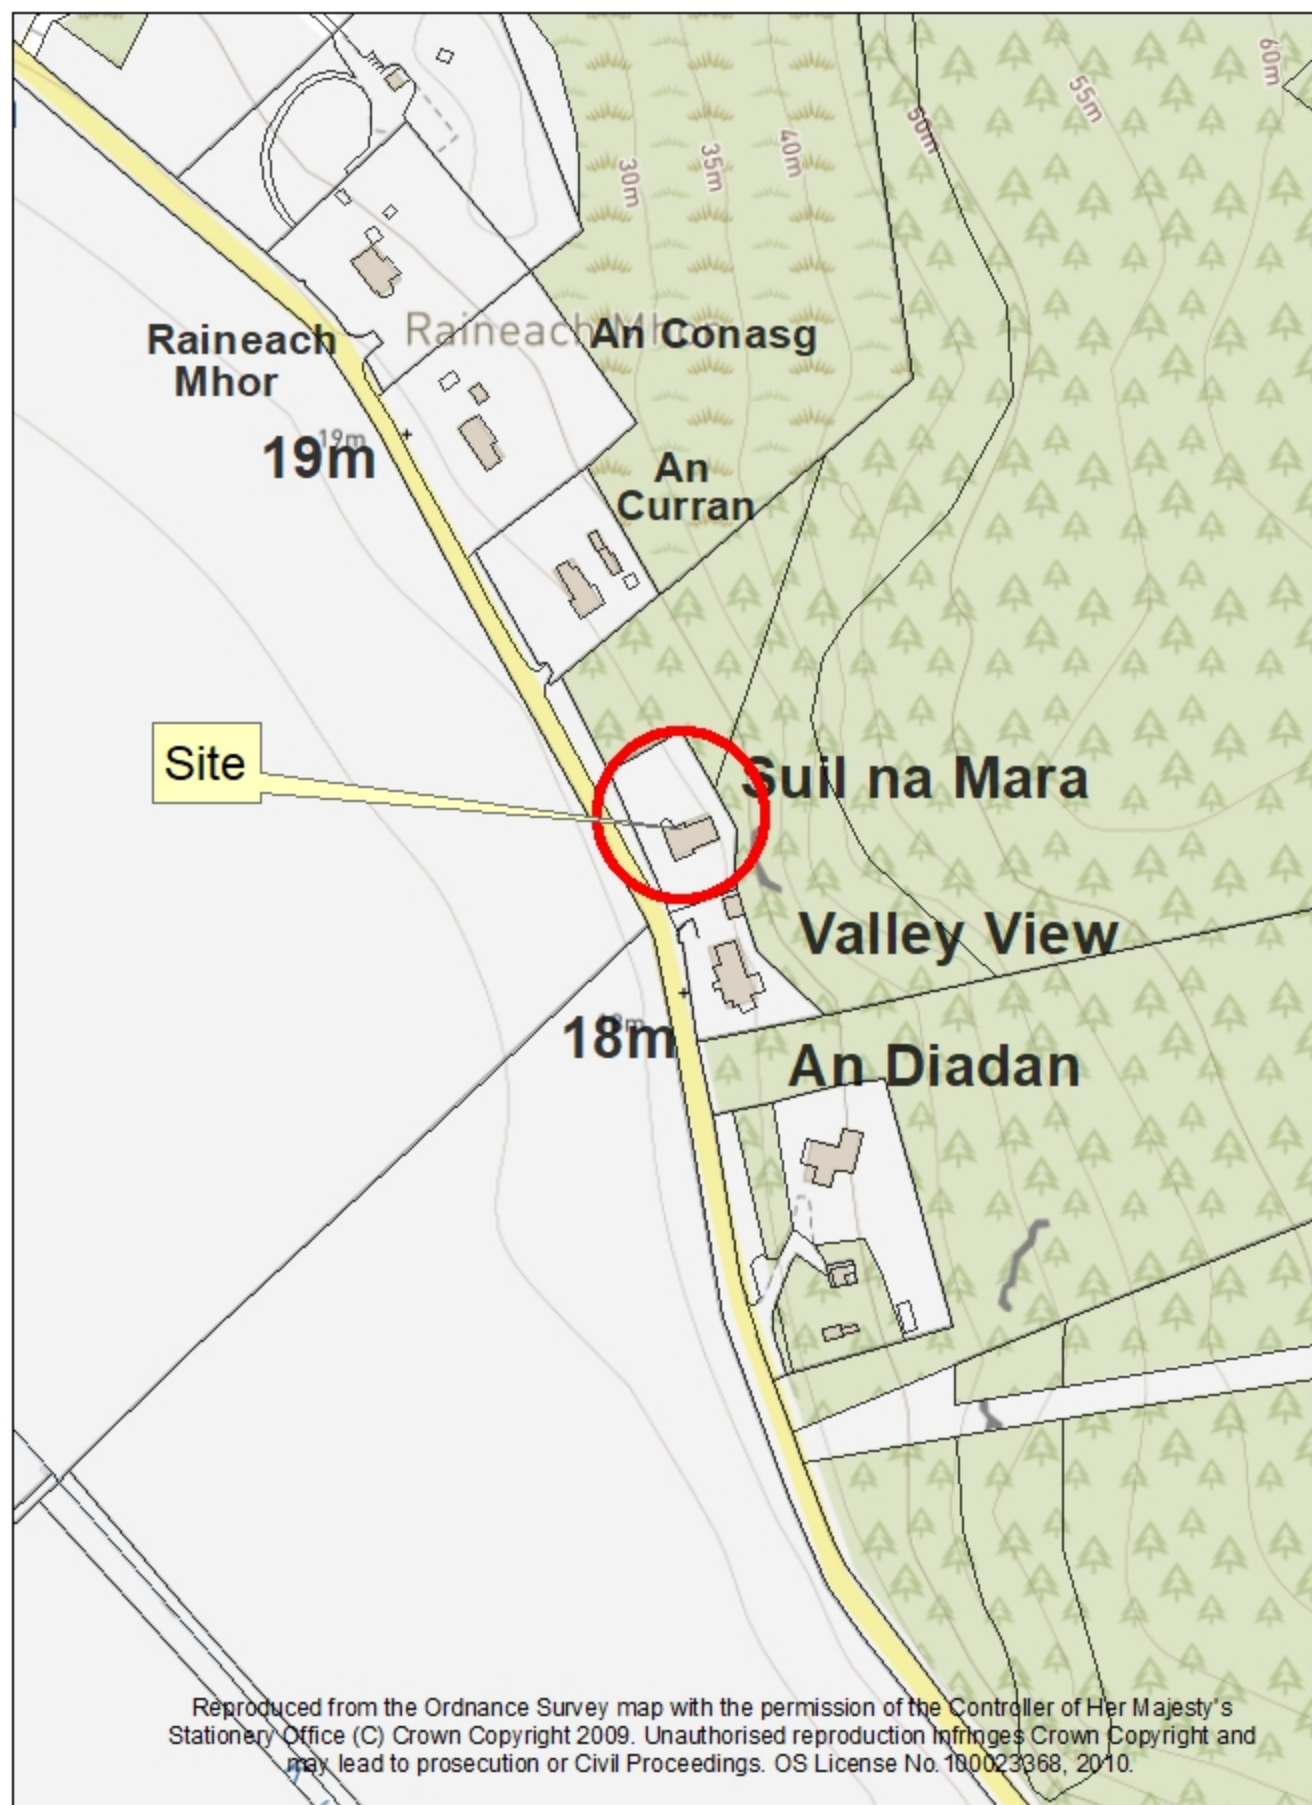 60m
55m
50m
40m
35m
30m
Raineach Mhor
An Conasg
Raineach
Mhor
19m
19m
An
Curran
Site
Suil na Mara
Valley View
18m
18m
An Diadan
Reproduced from the Ordnance Survey map with the permission of the Controller of Her Majesty's
Stationery Office (C) Crown Copyright 2009. Unauthorised reproduction infringes Crown Copyright and
may lead to prosecution or Civil Proceedings. OS License No. 100023368, 2010.